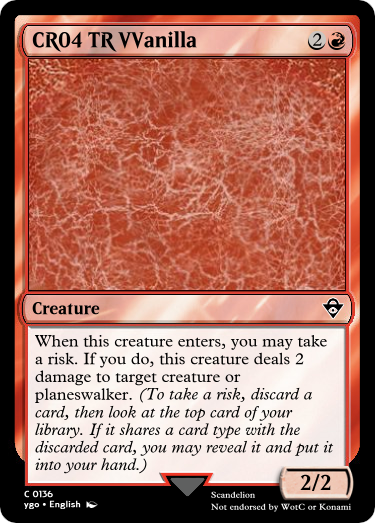 CR04 TR VVanilla 2
Creature
When this creature enters, you may take
a risk. If you do, this creature deals 2
damage to target creature or
planeswalker. (To take a risk, discard a
card, then look at the top card of your
library. If it shares a card type with the
discarded card, you may reveal it and put it
into your hand.)
2/2
C 0136
ygo • English
Scandelion
Not endorsed by WotC or Konami